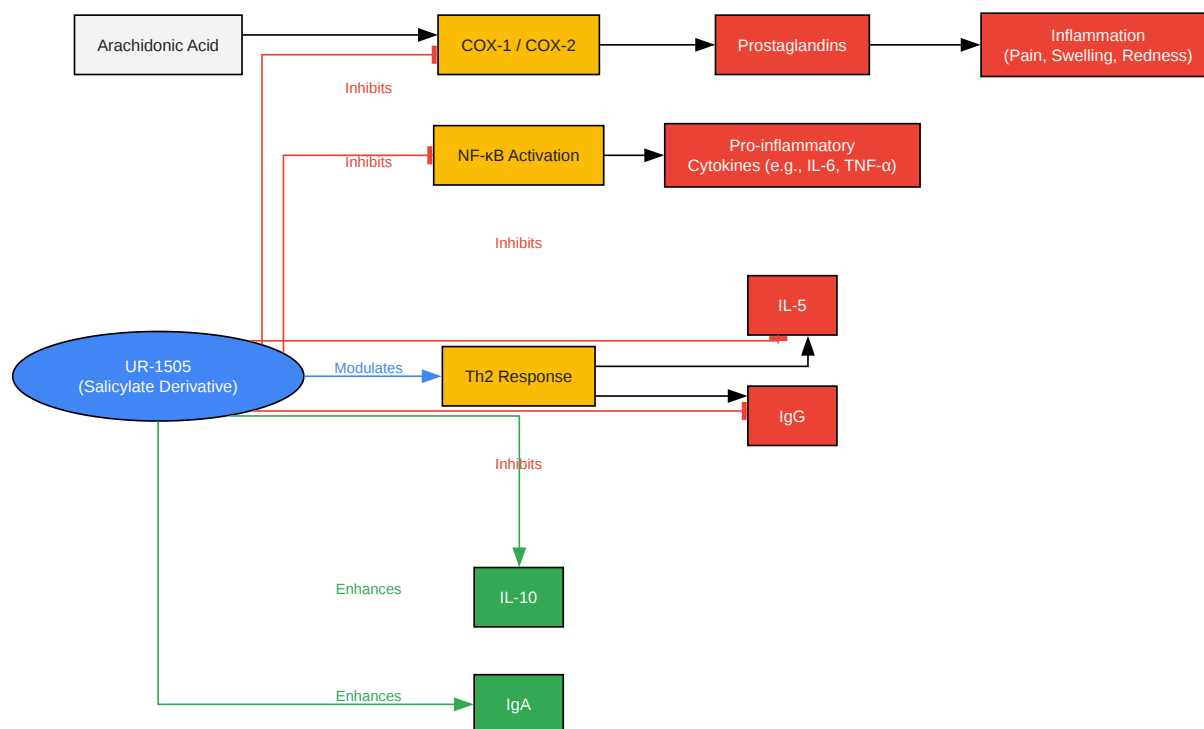 Arachidonic Acid
COX-1 / COX-2
Prostaglandins
Inflammation
(Pain, Swelling, Redness)
Inhibits
NF-κB Activation
Pro-inflammatory
Cytokines (e.g., IL-6, TNF-α)
Inhibits
Inhibits
IL-5
UR-1505
(Salicylate Derivative)
Modulates
Th2 Response
IgG
Inhibits
Enhances
IL-10
Enhances
IgA